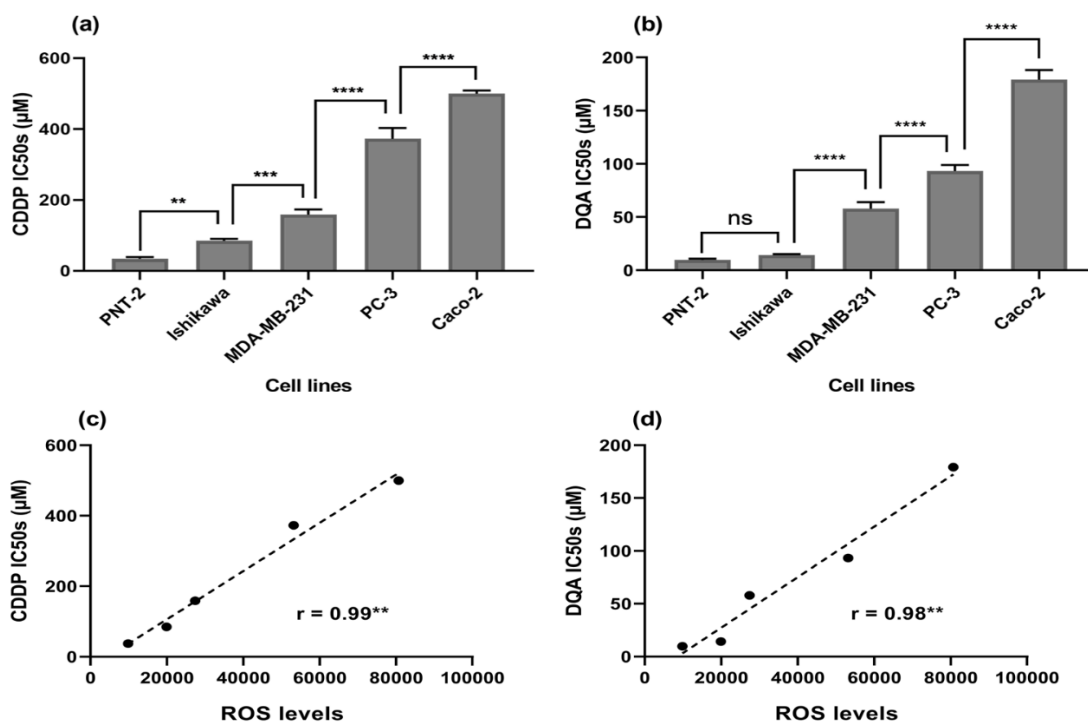 (a)
CDDP IC50s (µM)
600
400
200
0
**
***
****
****
PNT-2
Ishikawa
MDA-MB-231
PC-3
Caco-2
Cell lines
(b)
DQA IC50s (µM)
200
150
100
50
0
ns
****
****
****
PNT-2
Ishikawa
MDA-MB-231
PC-3
Caco-2
Cell lines
(c)
CDDP IC50s (µM)
600
400
200
0
r = 0.99**
0 20000 40000 60000 80000 100000
ROS levels
(d)
DQA IC50s (µM)
200
150
100
50
0
r = 0.98**
0 20000 40000 60000 80000 100000
ROS levels